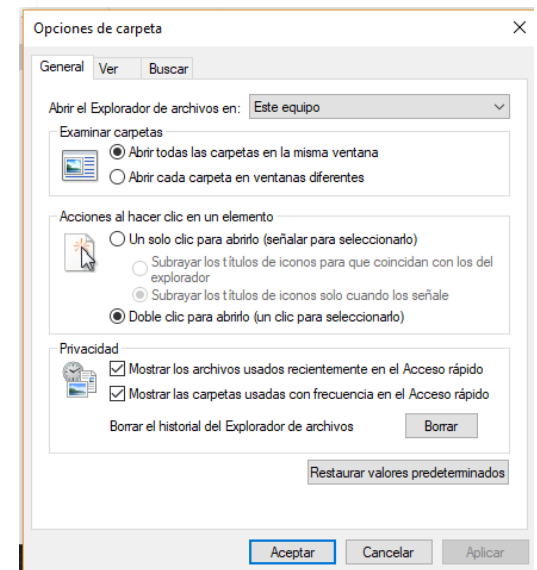 Opciones de carpeta
General Ver Buscar
Abrir el Explorador de archivos en: Este equipo
Examinar carpetas
Abrir todas las carpetas en la misma ventana
Abrir cada carpeta en ventanas diferentes
Acciones al hacer clic en un elemento
Un solo clic para abrirlo (señalar para seleccionarlo)
Subrayar los títulos de iconos para que coincidan con los del
explorador
Subrayar los títulos de iconos solo cuando los señale
Doble clic para abrirlo (un clic para seleccionarlo)
Privacidad
Mostrar los archivos usados recientemente en el Acceso rápido
Mostrar las carpetas usadas con frecuencia en el Acceso rápido
Borrar el historial del Explorador de archivos Borrar
Restaurar valores predeterminados
Aceptar Cancelar Aplicar